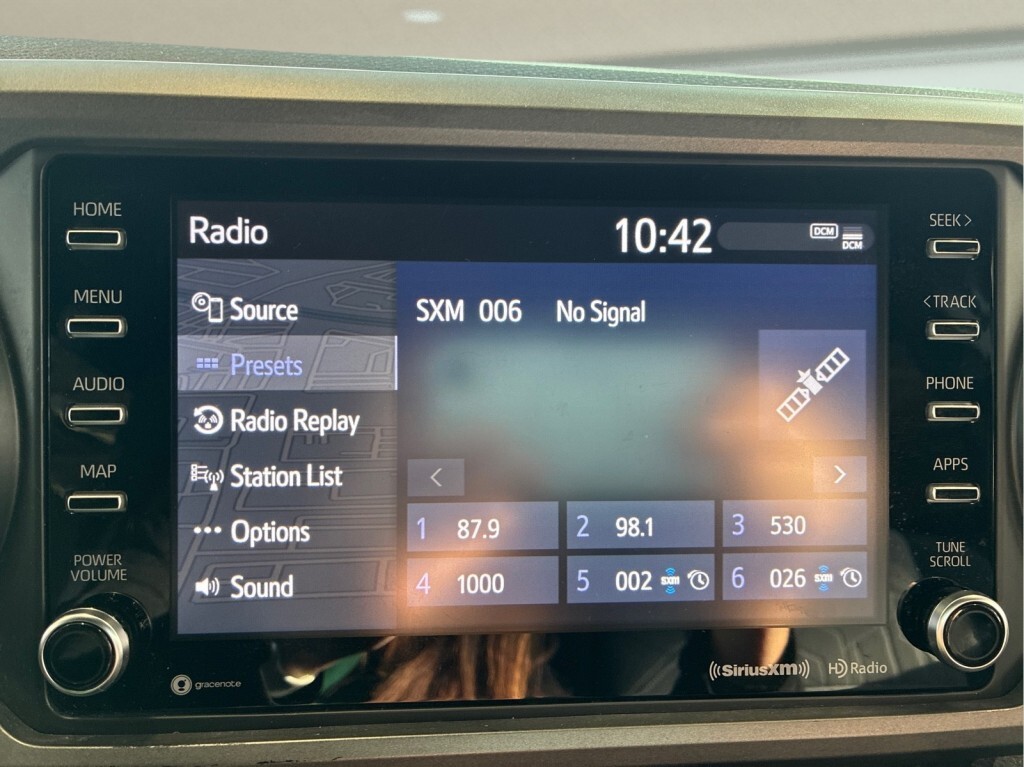 HOME
MENU
AUDIO
MAP
POWER
VOLUME
Radio
10:42
DCM
DCM
Source
Presets
Radio Replay
Station List
Options
Sound
SXM 006 No Signal
<
>
1 87.9
2 98.1
3 530
4 1000
5 002 SXM
6 026 SXM
SEEK >
< TRACK
PHONE
APPS
TUNE
SCROLL
gracenote
((SiriusXM))
HD Radio